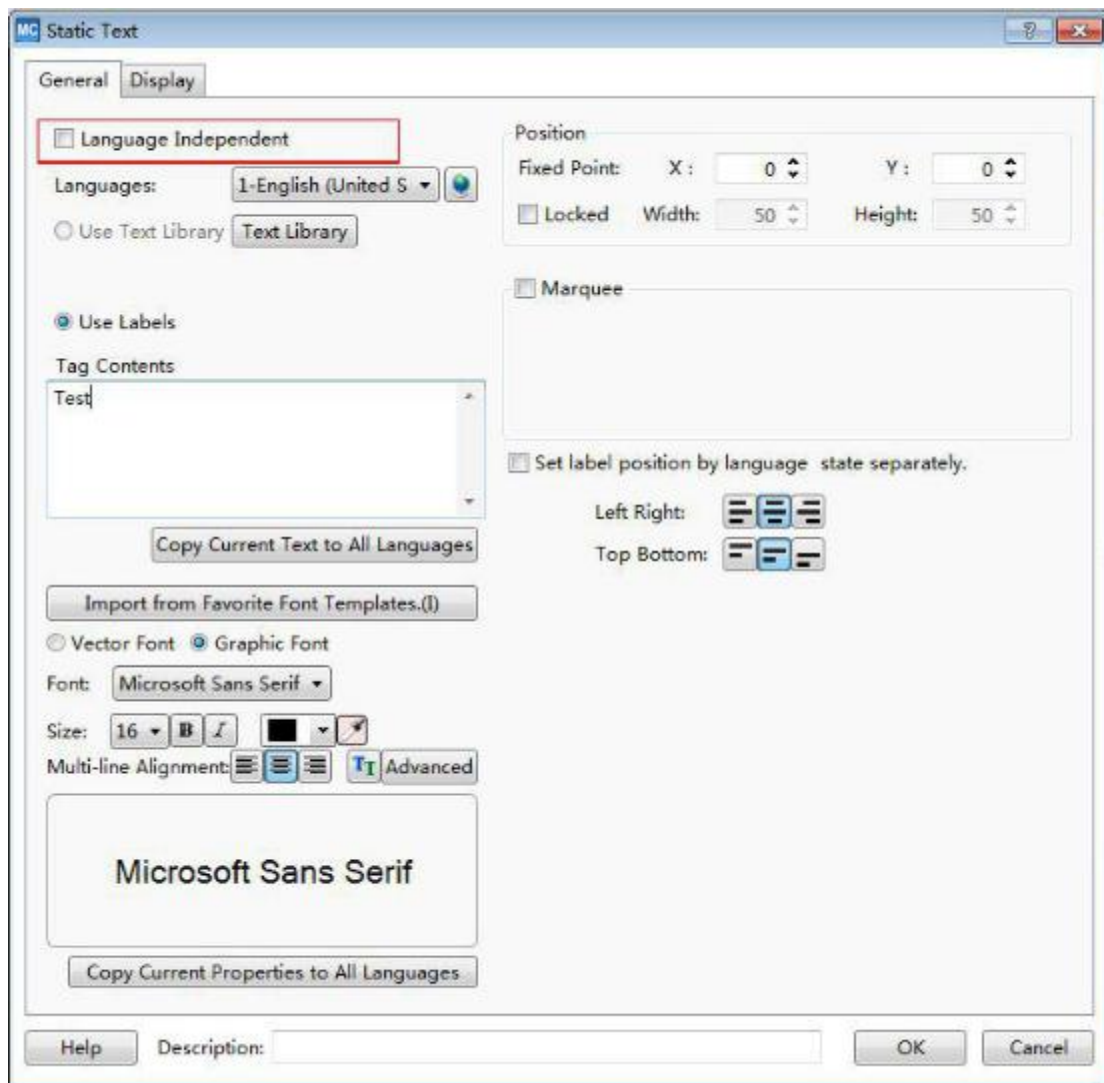 MC Static Text
General Display
Language Independent
Languages: 1-English (United S
Use Text Library Text Library
Use Labels
Tag Contents
Test
Copy Current Text to All Languages
Import from Favorite Font Templates.(I)
Vector Font Graphic Font
Font: Microsoft Sans Serif
Size: 16 B I
Multi-line Alignment: TI Advanced
Microsoft Sans Serif
Copy Current Properties to All Languages
Position
Fixed Point: X : 0 Y : 0
Locked Width: 50 Height: 50
Marquee
Set label position by language state separately.
Left Right:
Top Bottom:
Help Description: OK Cancel